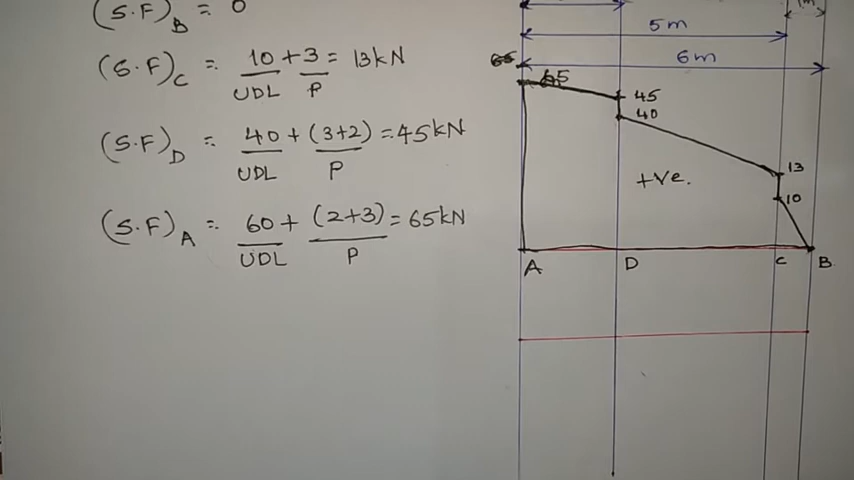 (S.F)B = 0
(S.F)C = 10 + 3 = 13kN
UDL P
(S.F)D = 40 + (3+2) = 45kN
UDL P
(S.F)A = 60 + (2+3) = 65kN
UDL P
1m
5m
6m
65
65
45
40
13
+ve.
10
A D C B